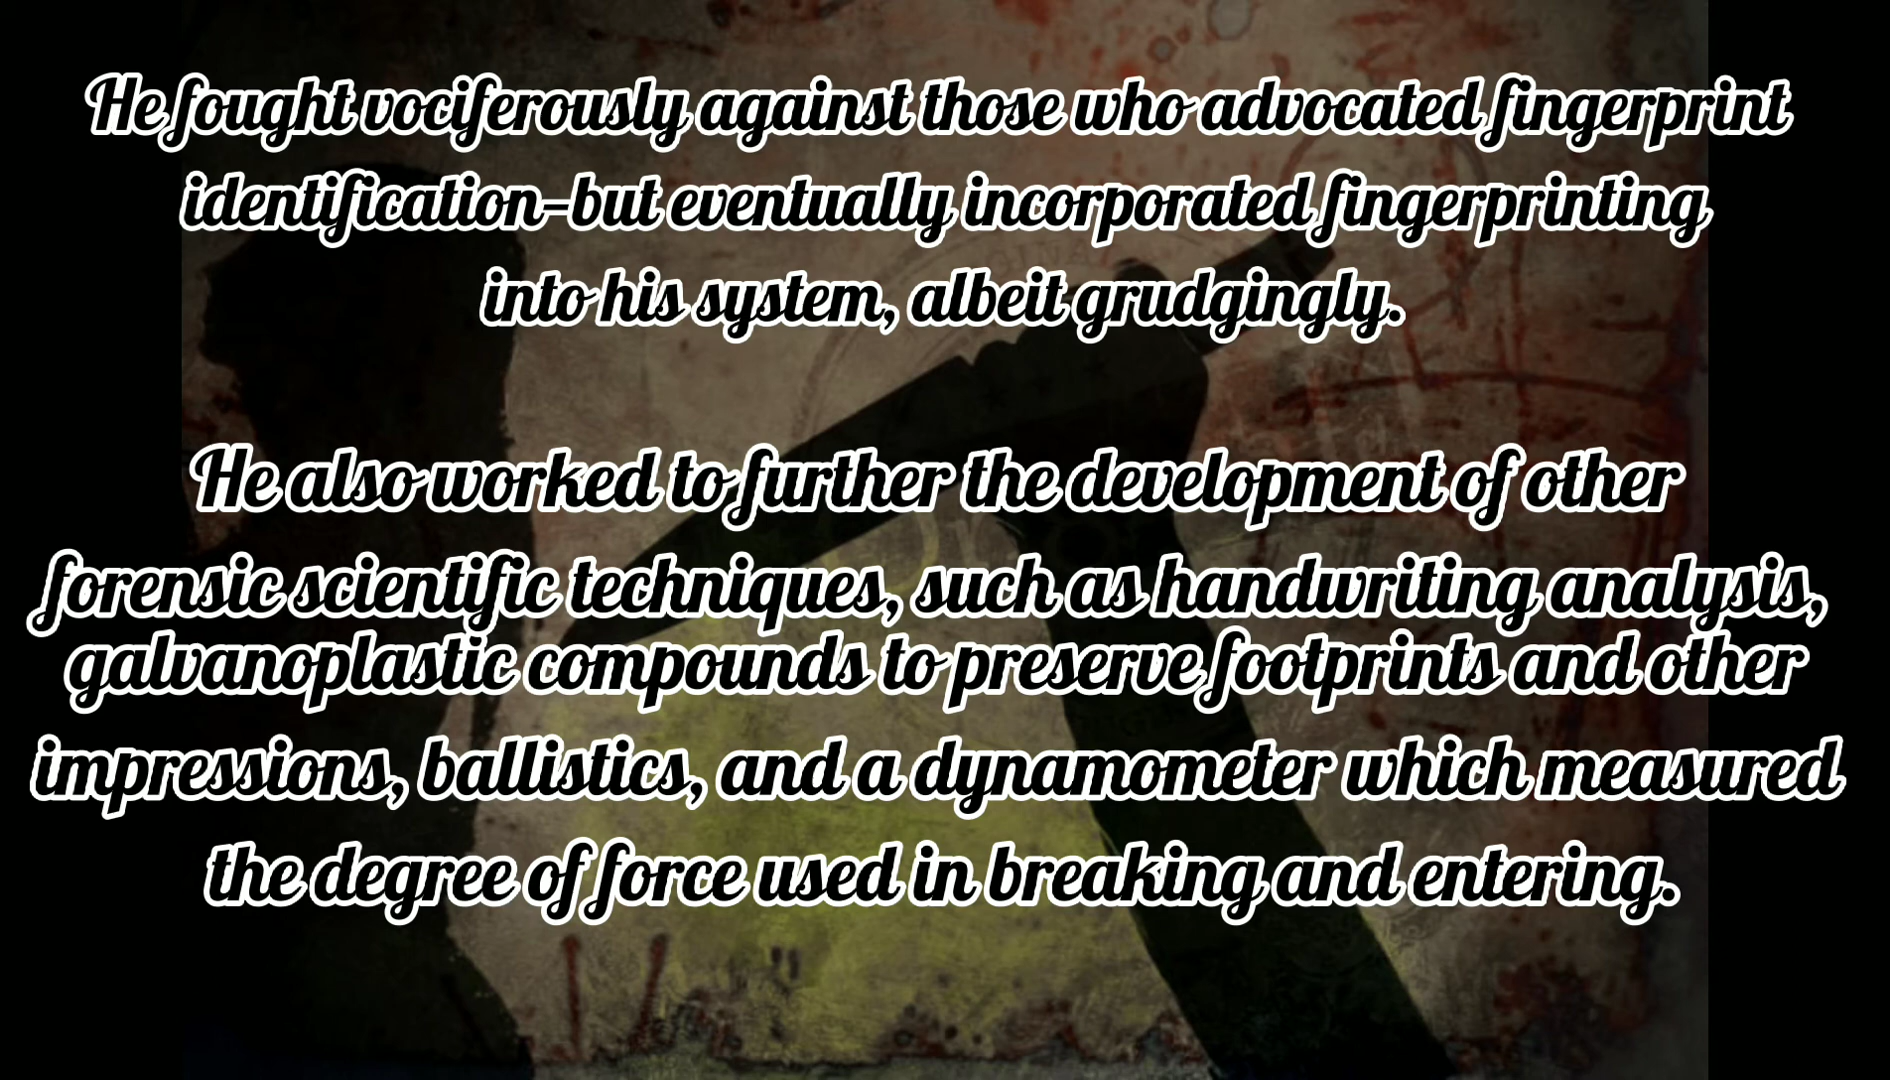 He fought vociferously against those who advocated fingerprint
identification—but eventually incorporated fingerprinting
into his system, albeit grudgingly.
He also worked to further the development of other
forensic scientific techniques, such as handwriting analysis,
galvanoplastic compounds to preserve footprints and other
impressions, ballistics, and a dynamometer which measured
the degree of force used in breaking and entering.